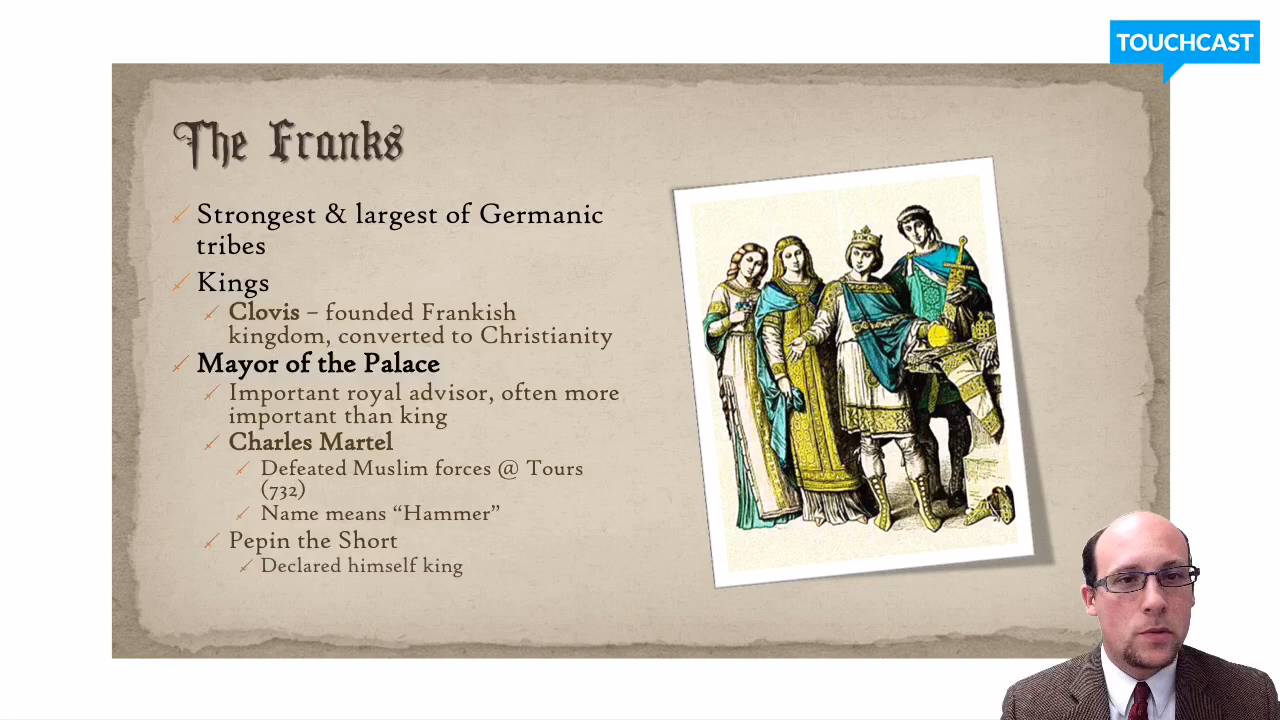 TOUCHCAST
The Franks
Strongest & largest of Germanic
tribes
Kings
Clovis – founded Frankish
kingdom, converted to Christianity
Mayor of the Palace
Important royal advisor, often more
important than king
Charles Martel
Defeated Muslim forces @ Tours
(732)
Name means “Hammer”
Pepin the Short
Declared himself king